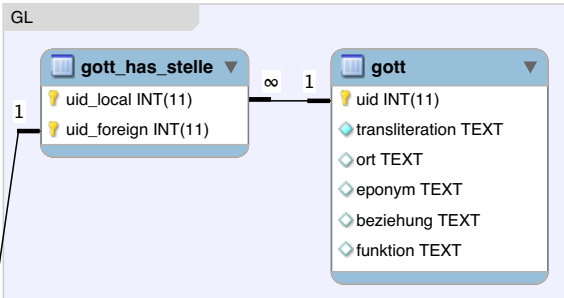 GL
gott_has_stelle
uid_local INT(11)
uid_foreign INT(11)
1
∞
1
gott
uid INT(11)
transliteration TEXT
ort TEXT
eponym TEXT
beziehung TEXT
funktion TEXT